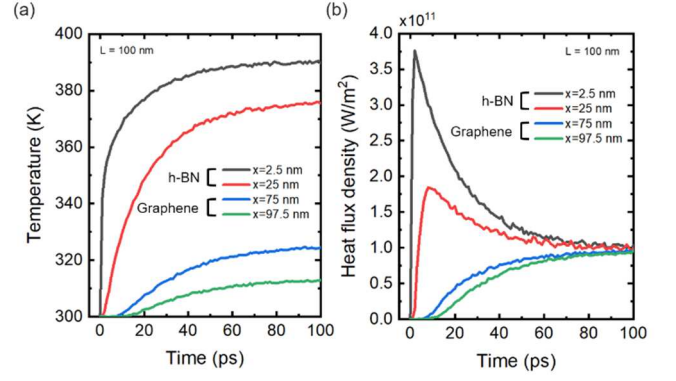 (a)
400
380
360
340
320
300
Temperature (K)
L = 100 nm
h-BN
x=2.5 nm
x=25 nm
Graphene
x=75 nm
x=97.5 nm
0 20 40 60 80 100
Time (ps)
(b)
x10¹¹
4.0
3.5
3.0
2.5
2.0
1.5
1.0
0.5
0.0
Heat flux density (W/m²)
L = 100 nm
h-BN
x=2.5 nm
x=25 nm
Graphene
x=75 nm
x=97.5 nm
0 20 40 60 80 100
Time (ps)